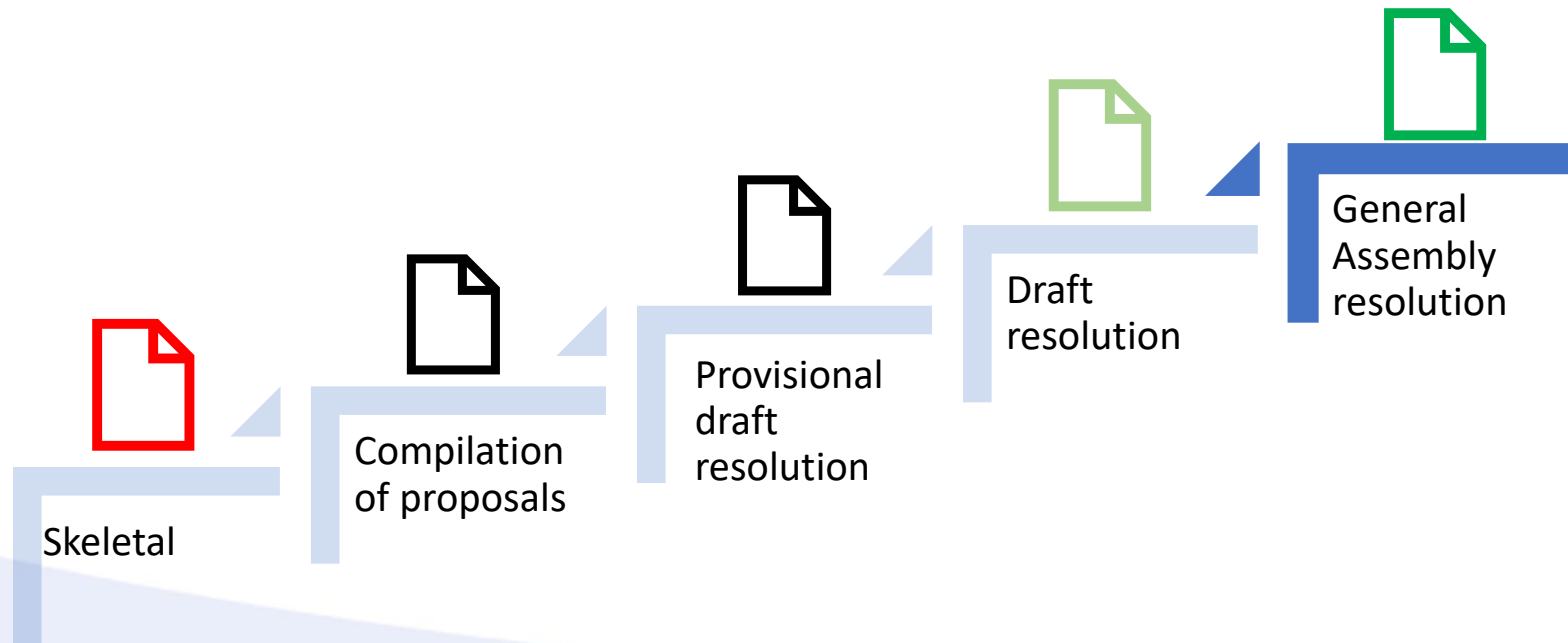 Skeletal
Compilation
of proposals
Provisional
draft
resolution
Draft
resolution
General
Assembly
resolution